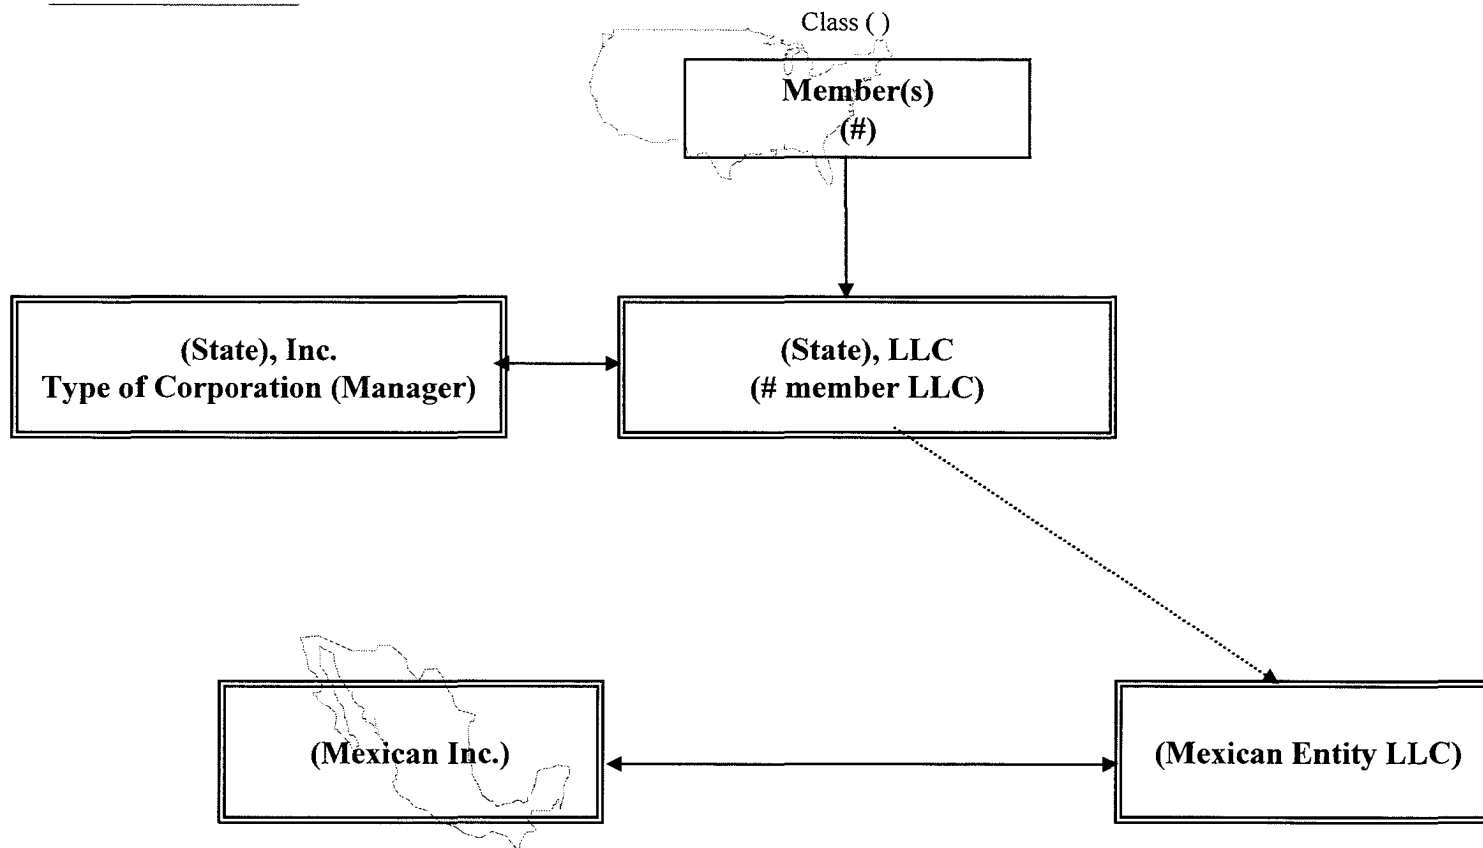 Class ( )
Member(s)
(#)
(State), Inc.
Type of Corporation (Manager)
(State), LLC
(# member LLC)
(Mexican Inc.)
(Mexican Entity LLC)